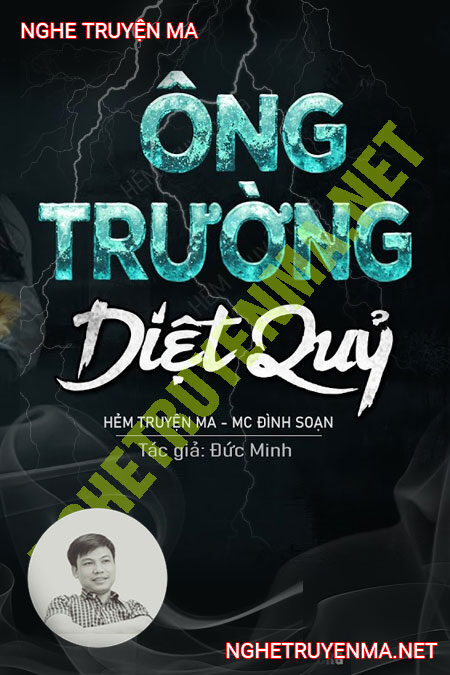 NGHE TRUYỆN MA
ÔNG
TRƯỜNG
Diệt Quỷ
HẺM TRUYỆN MA - MC ĐÌNH SOẠN
Tác giả: Đức Minh
NGHETRUYENMA.NET
NGHETRUYENMA.NET